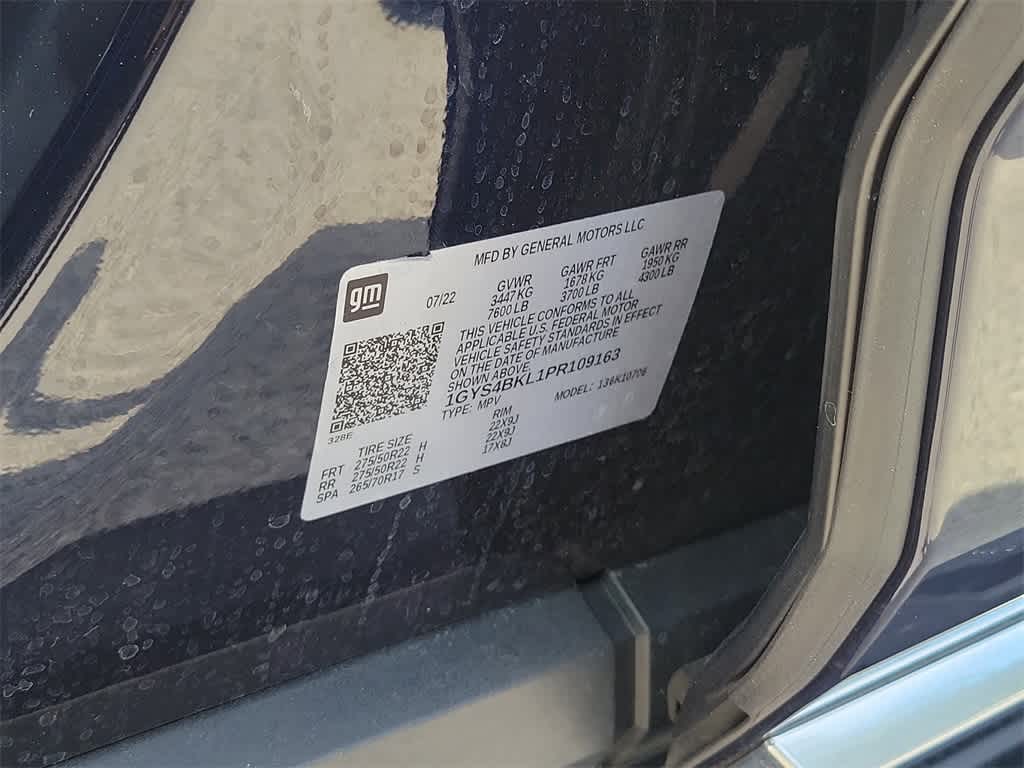 MFD BY GENERAL MOTORS LLC
gm
07/22
GVWR GAWR FRT GAWR RR
3447 KG 1678 KG 1950 KG
7600 LB 3700 LB 4300 LB
THIS VEHICLE CONFORMS TO ALL
APPLICABLE U.S. FEDERAL MOTOR
VEHICLE SAFETY STANDARDS IN EFFECT
ON THE DATE OF MANUFACTURE
SHOWN ABOVE.
1GYS4BKL1PR109163
TYPE: MPV MODEL: 136K10706
328E
TIRE SIZE RIM
FRT 275/50R22 H 22X9J
RR 275/50R22 H 22X9J
SPA 265/70R17 S 17X8J